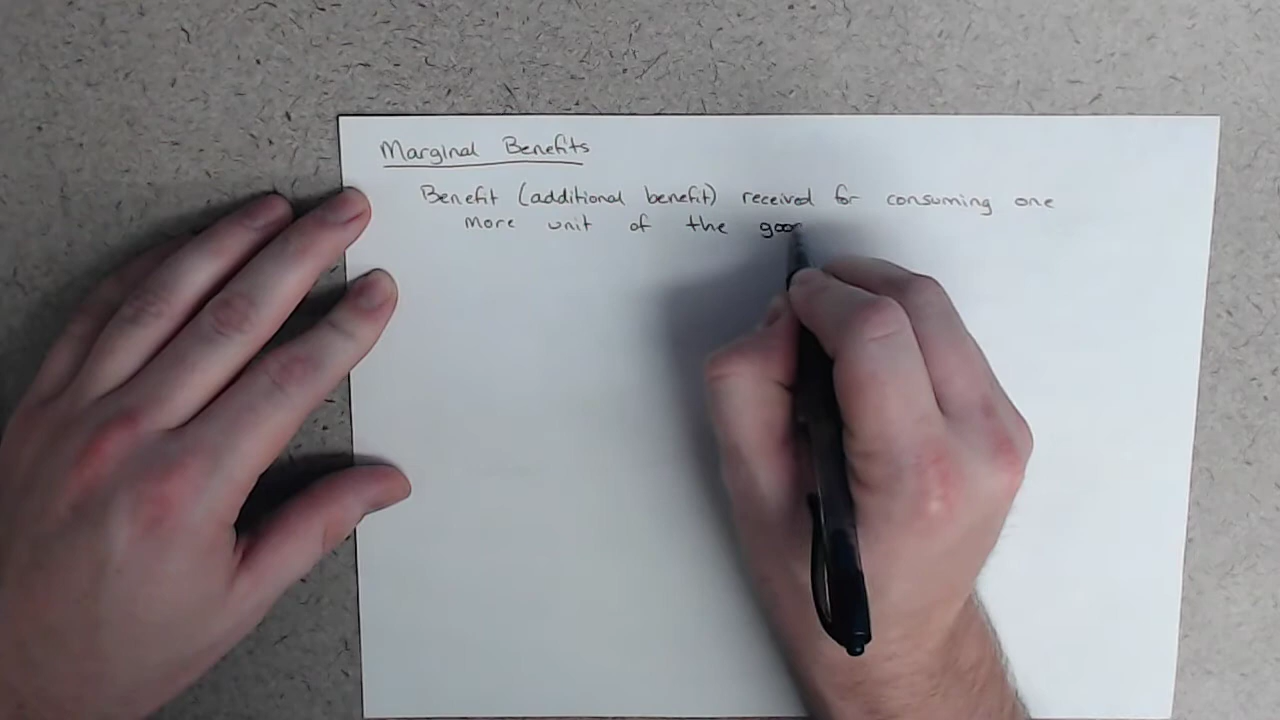 Marginal Benefits
Benefit (additional benefit) received for consuming one
more unit of the